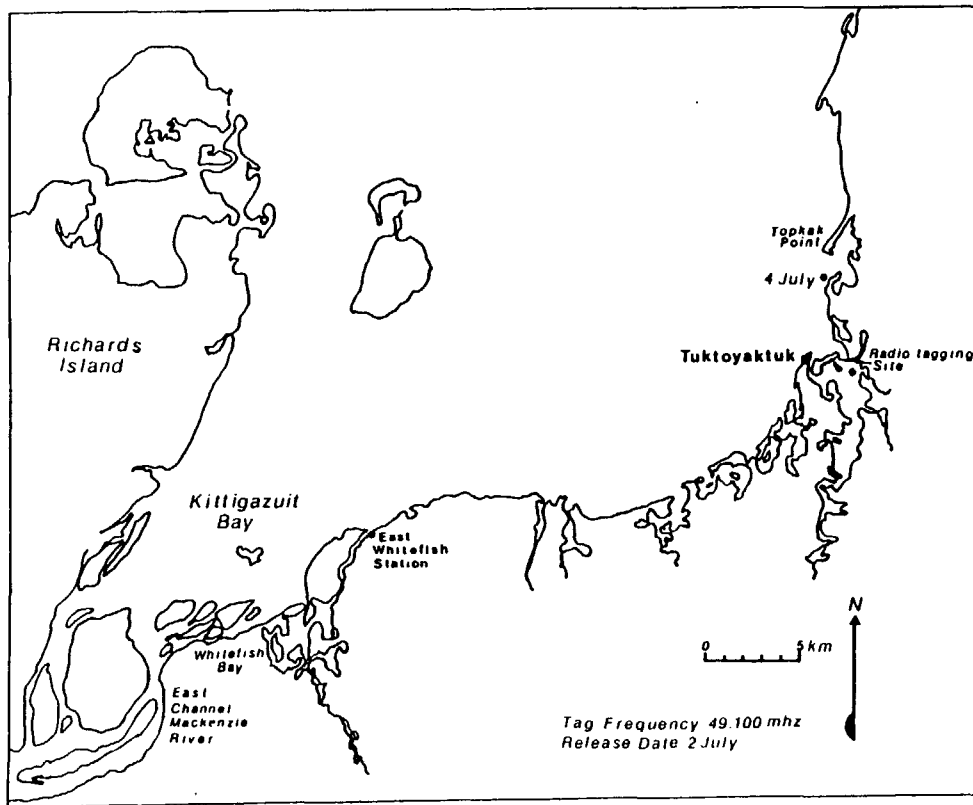 Topkak
Point
4 July
Richards
Island
Tuktoyaktuk
Radio tagging
Site
Kittigazuit
Bay
East
Whitefish
Station
N
0 5 km
Whitefish
Bay
East
Channel
Mackenzie
River
Tag Frequency 49.100 mhz
Release Date 2 July